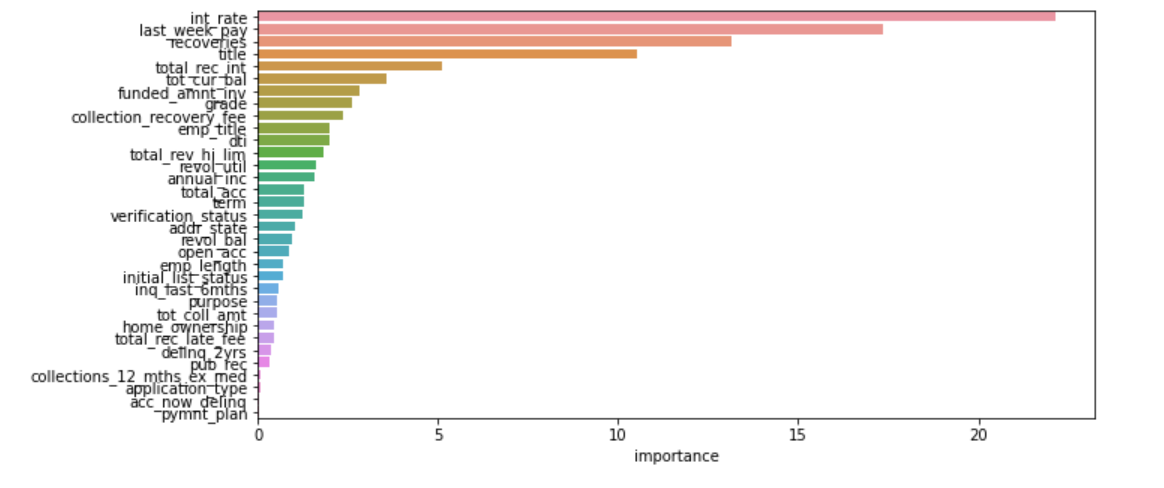 int_rate
last_week_pay
recoveries
title
total_rec_int
tot_cur_bal
funded_amnt_inv
grade
collection_recovery_fee
emp_title
dti
total_rev_hi_lim
revol_util
annual_inc
total_acc
term
verification_status
addr_state
revol_bal
open_acc
emp_length
initial_list_status
inq_last_6mths
purpose
tot_coll_amt
home_ownership
total_rec_late_fee
delinq_2yrs
pub_rec
collections_12_mths_ex_med
application_type
acc_now_delinq
pymnt_plan
0 5 10 15 20
importance